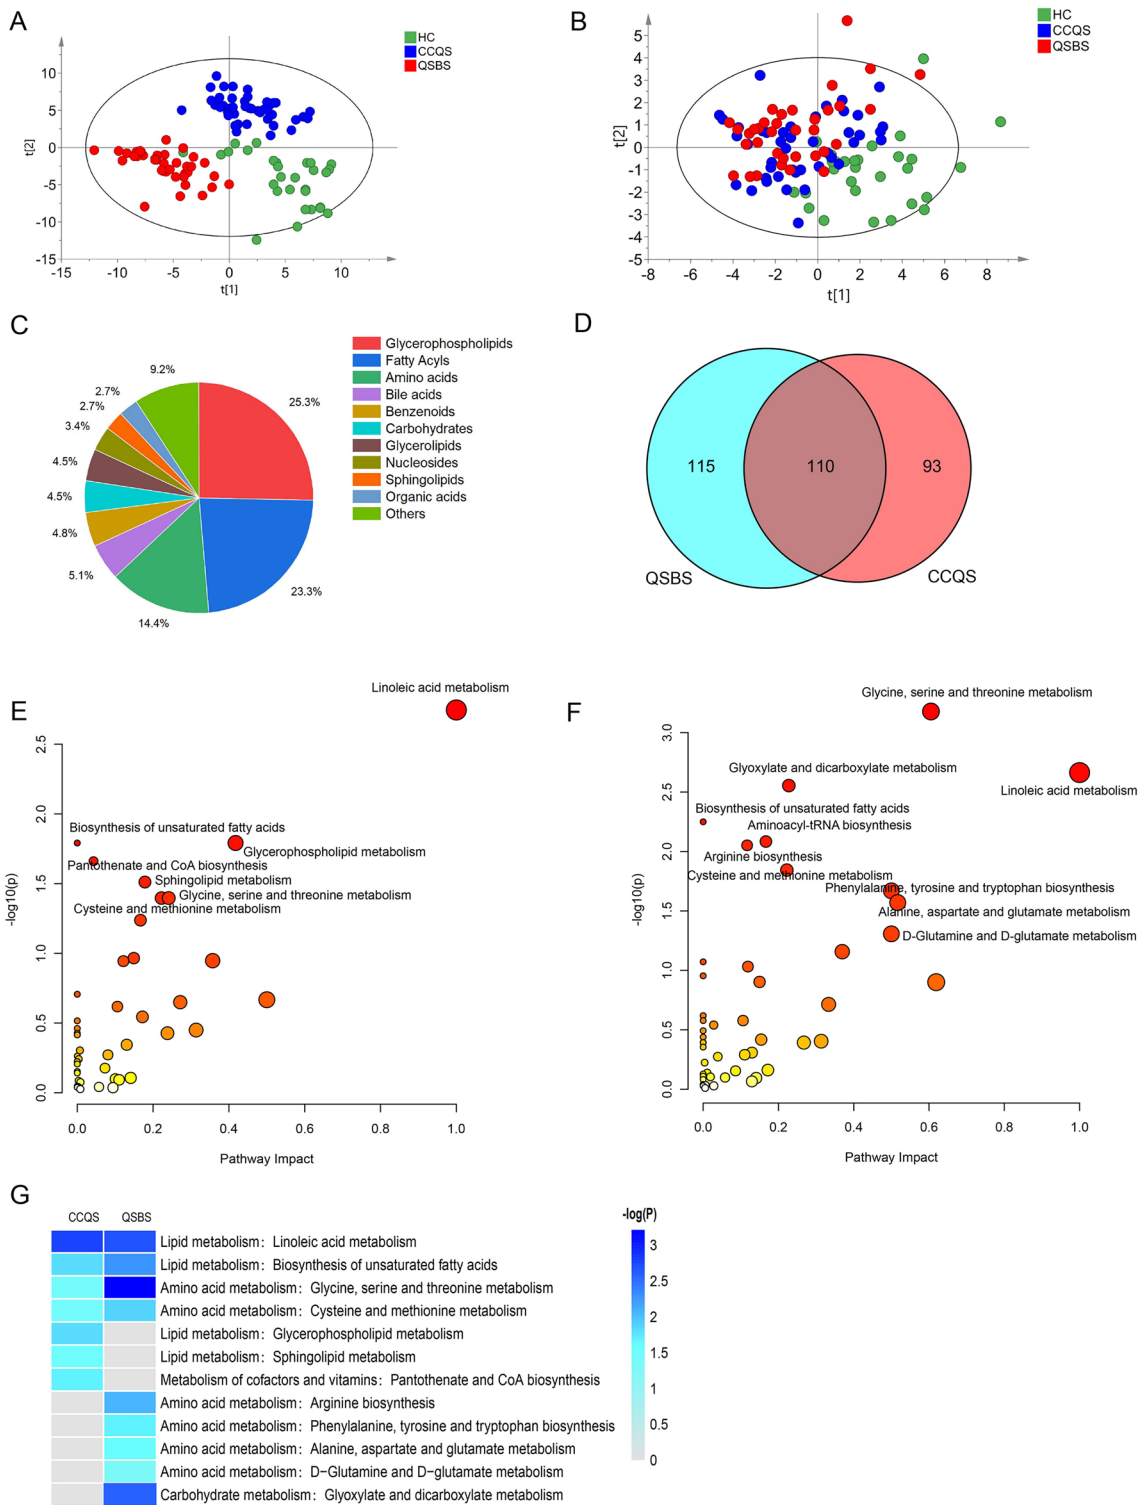 A
HC
CCQS
QSBS
t[2]
10
5
0
-5
-10
-15
-15
-10
-5
0
5
10
t[1]
B
HC
CCQS
QSBS
t[2]
5
4
3
2
1
0
-1
-2
-3
-4
-5
-8
-6
-4
-2
0
2
4
6
8
t[1]
C
9.2%
2.7%
2.7%
3.4%
4.5%
4.5%
4.8%
5.1%
14.4%
23.3%
25.3%
Glycerophospholipids
Fatty Acyls
Amino acids
Bile acids
Benzenoids
Carbohydrates
Glycerolipids
Nucleosides
Sphingolipids
Organic acids
Others
D
115
110
93
QSBS
CCQS
E
Linoleic acid metabolism
Biosynthesis of unsaturated fatty acids
Glycerophospholipid metabolism
Pantothenate and CoA biosynthesis
Sphingolipid metabolism
Glycine, serine and threonine metabolism
Cysteine and methionine metabolism
-log10(p)
2.5
2.0
1.5
1.0
0.5
0.0
0.0
0.2
0.4
0.6
0.8
1.0
Pathway Impact
F
Glycine, serine and threonine metabolism
Glyoxylate and dicarboxylate metabolism
Linoleic acid metabolism
Biosynthesis of unsaturated fatty acids
Aminoacyl-tRNA biosynthesis
Arginine biosynthesis
Cysteine and methionine metabolism
Phenylalanine, tyrosine and tryptophan biosynthesis
Alanine, aspartate and glutamate metabolism
D-Glutamine and D-glutamate metabolism
-log10(p)
3.0
2.5
2.0
1.5
1.0
0.5
0.0
0.0
0.2
0.4
0.6
0.8
1.0
Pathway Impact
G
CCQS
QSBS
Lipid metabolism: Linoleic acid metabolism
Lipid metabolism: Biosynthesis of unsaturated fatty acids
Amino acid metabolism: Glycine, serine and threonine metabolism
Amino acid metabolism: Cysteine and methionine metabolism
Lipid metabolism: Glycerophospholipid metabolism
Lipid metabolism: Sphingolipid metabolism
Metabolism of cofactors and vitamins: Pantothenate and CoA biosynthesis
Amino acid metabolism: Arginine biosynthesis
Amino acid metabolism: Phenylalanine, tyrosine and tryptophan biosynthesis
Amino acid metabolism: Alanine, aspartate and glutamate metabolism
Amino acid metabolism: D-Glutamine and D-glutamate metabolism
Carbohydrate metabolism: Glyoxylate and dicarboxylate metabolism
-log(P)
3
2.5
2
1.5
1
0.5
0